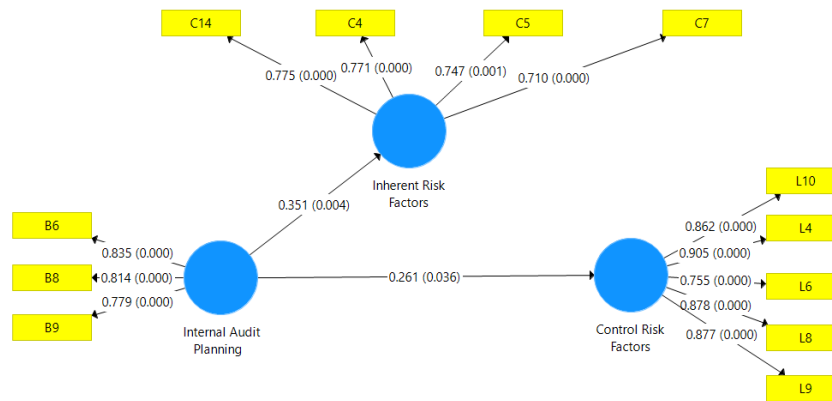 C14
C4
C5
C7
0.775 (0.000)
0.771 (0.000)
0.747 (0.001)
0.710 (0.000)
Inherent Risk
Factors
0.351 (0.004)
B6
B8
B9
0.835 (0.000)
0.814 (0.000)
0.779 (0.000)
Internal Audit
Planning
0.261 (0.036)
L10
L4
L6
L8
L9
0.862 (0.000)
0.905 (0.000)
0.755 (0.000)
0.878 (0.000)
0.877 (0.000)
Control Risk
Factors